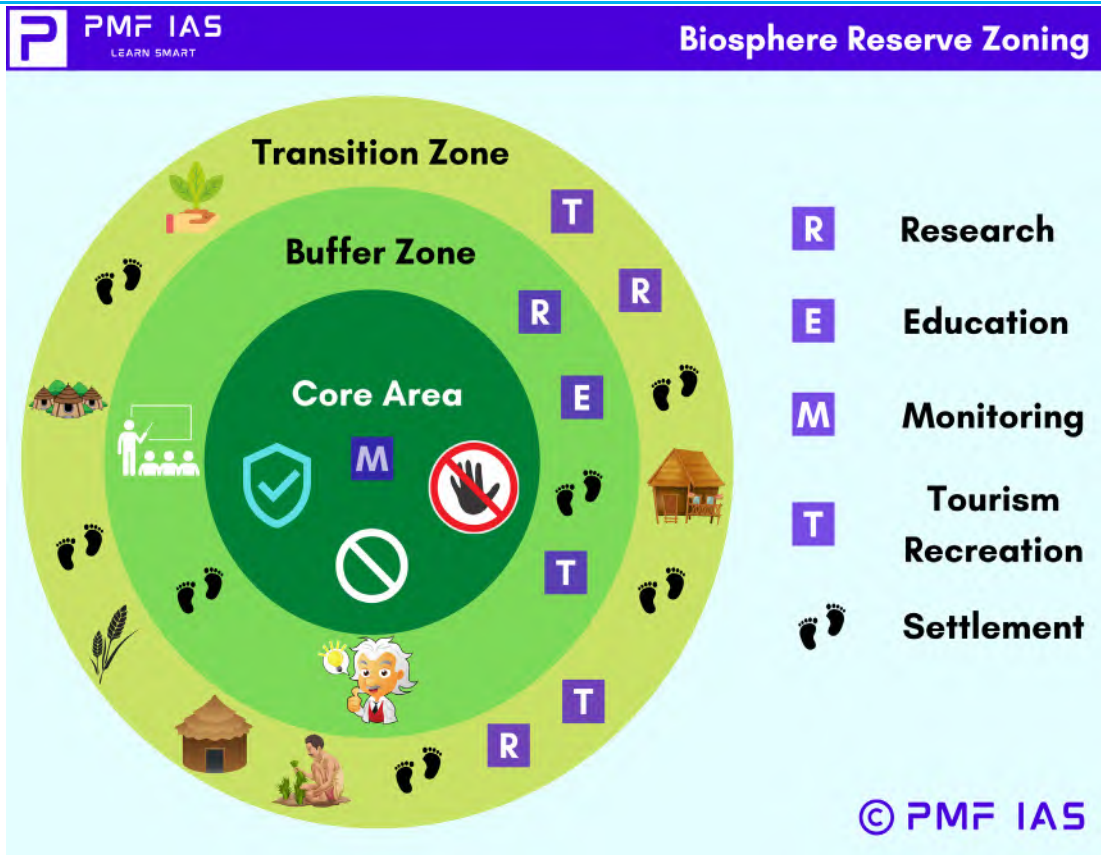 P
PMF IAS
LEARN SMART
Biosphere Reserve Zoning
Transition Zone
T
Buffer Zone
R
R
Core Area
E
M
T
T
R
R Research
E Education
M Monitoring
T Tourism
Recreation
Settlement
© PMF IAS